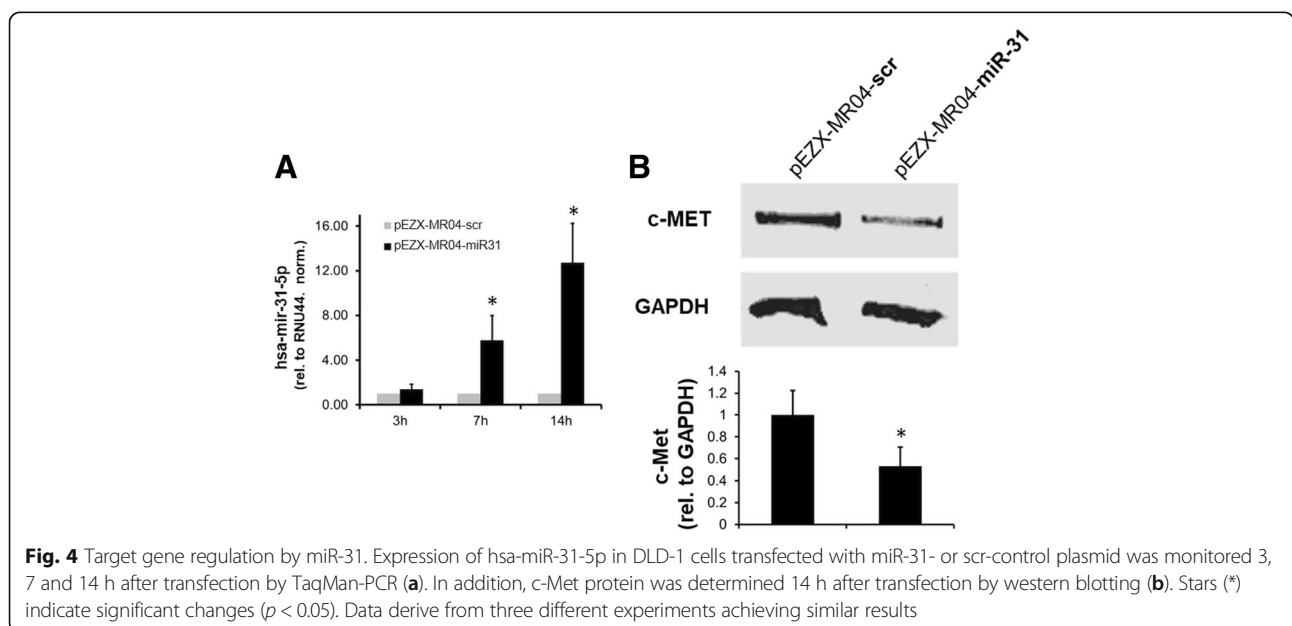 A
hsa-mir-31-5p
(rel. to RNU44. norm.)
16.00
12.00
8.00
4.00
0.00
pEZX-MR04-scr
pEZX-MR04-miR31
*
*
3h
7h
14h
B
pEZX-MR04-scr
pEZX-MR04-miR-31
c-MET
GAPDH
c-Met
(rel. to GAPDH)
1.4
1.2
1
0.8
0.6
0.4
0.2
0
*
Fig. 4 Target gene regulation by miR-31. Expression of hsa-miR-31-5p in DLD-1 cells transfected with miR-31- or scr-control plasmid was monitored 3,
7 and 14 h after transfection by TaqMan-PCR (a). In addition, c-Met protein was determined 14 h after transfection by western blotting (b). Stars (*)
indicate significant changes (p < 0.05). Data derive from three different experiments achieving similar results